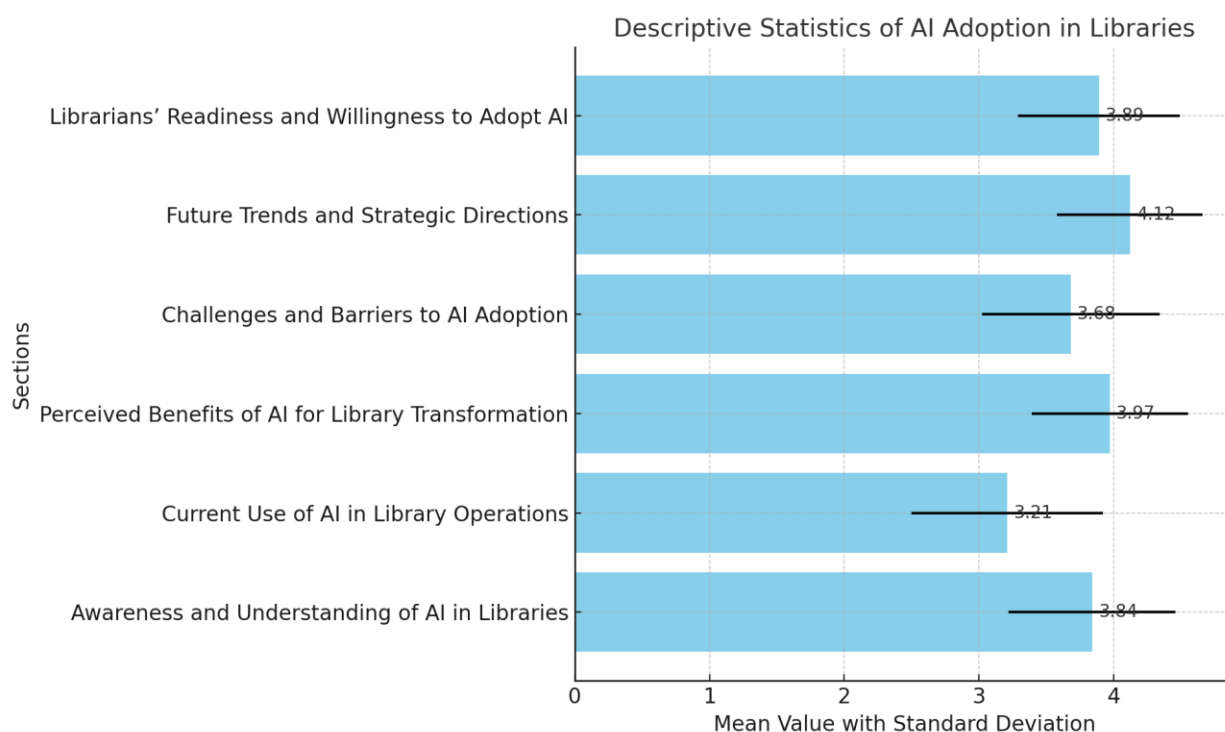 Descriptive Statistics of AI Adoption in Libraries
Sections
Librarians’ Readiness and Willingness to Adopt AI
3.89
Future Trends and Strategic Directions
4.12
Challenges and Barriers to AI Adoption
3.68
Perceived Benefits of AI for Library Transformation
3.97
Current Use of AI in Library Operations
3.21
Awareness and Understanding of AI in Libraries
3.84
0 1 2 3 4
Mean Value with Standard Deviation